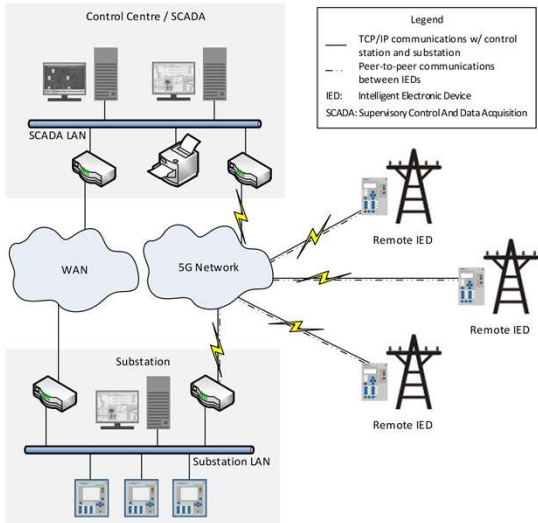 Control Centre / SCADA
Legend
TCP/IP communications w/ control
station and substation
Peer-to-peer communications
between IEDs
IED: Intelligent Electronic Device
SCADA: Supervisory Control And Data Acquisition
SCADA LAN
Remote IED
WAN
5G Network
Remote IED
Substation
Remote IED
Substation LAN